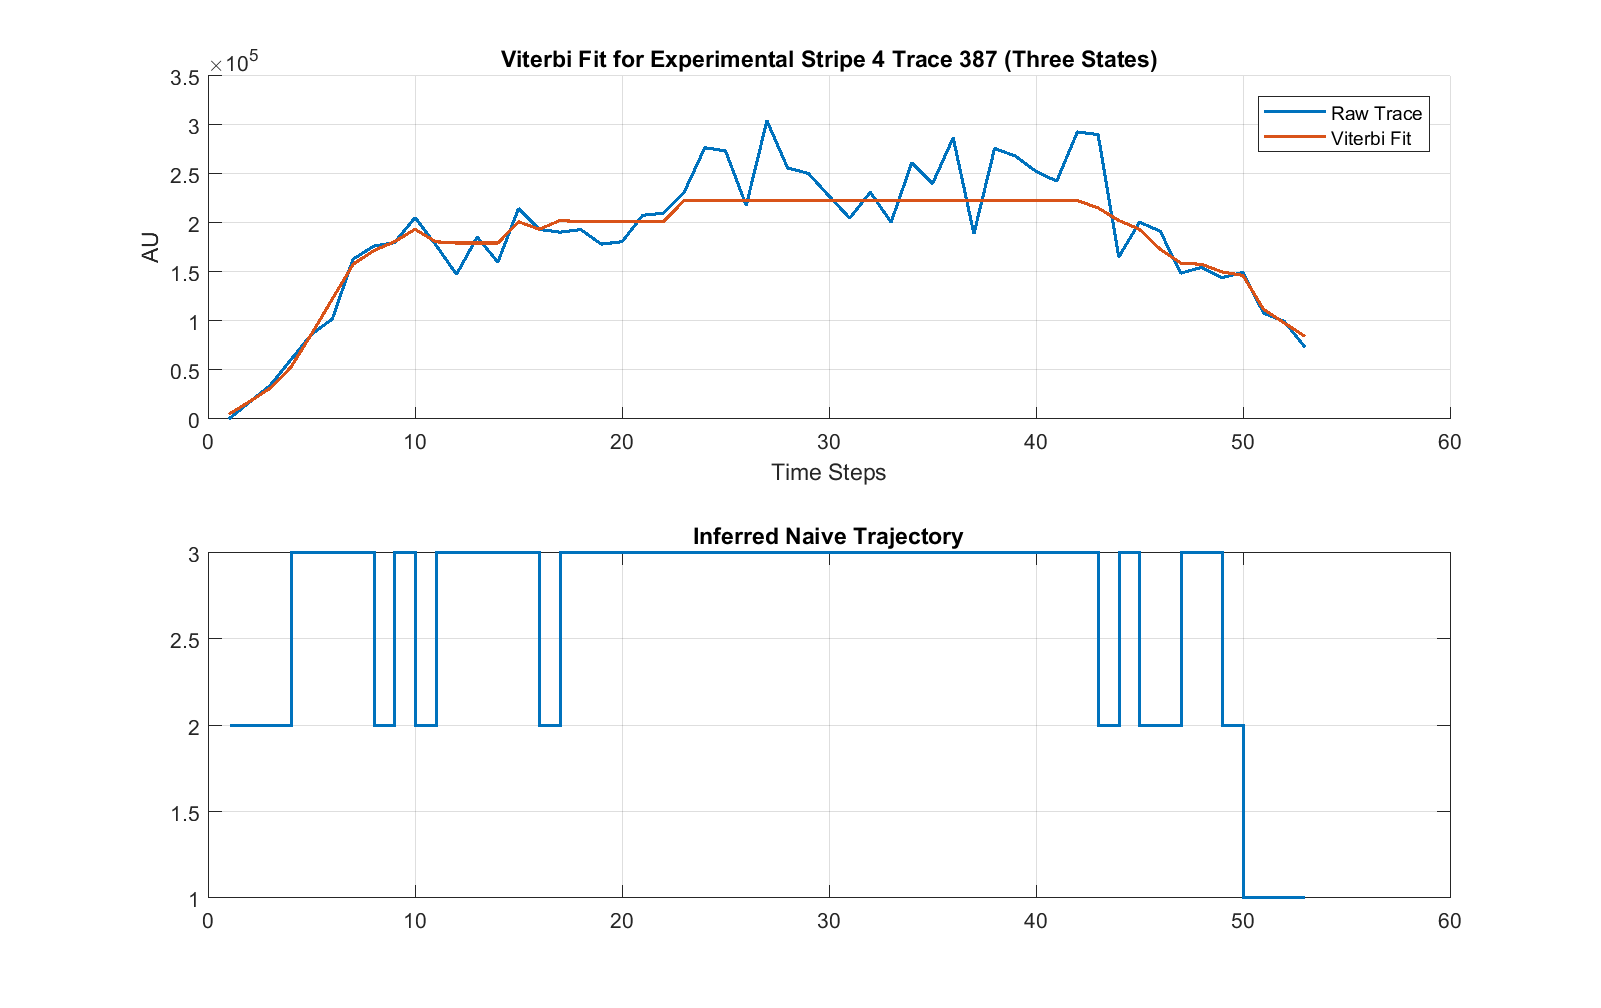 Viterbi Fit for Experimental Stripe 4 Trace 387 (Three States)
×10^5
3.5
3
2.5
2
1.5
1
0.5
0
AU
Raw Trace
Viterbi Fit
0 10 20 30 40 50 60
Time Steps
Inferred Naive Trajectory
3
2.5
2
1.5
1
0 10 20 30 40 50 60